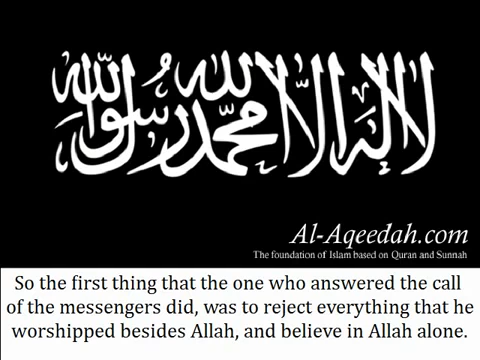 لا إله إلا الله محمد رسول الله
Al-Aqeedah.com
The foundation of Islam based on Quran and Sunnah
So the first thing that the one who answered the call
of the messengers did, was to reject everything that he
worshipped besides Allah, and believe in Allah alone.